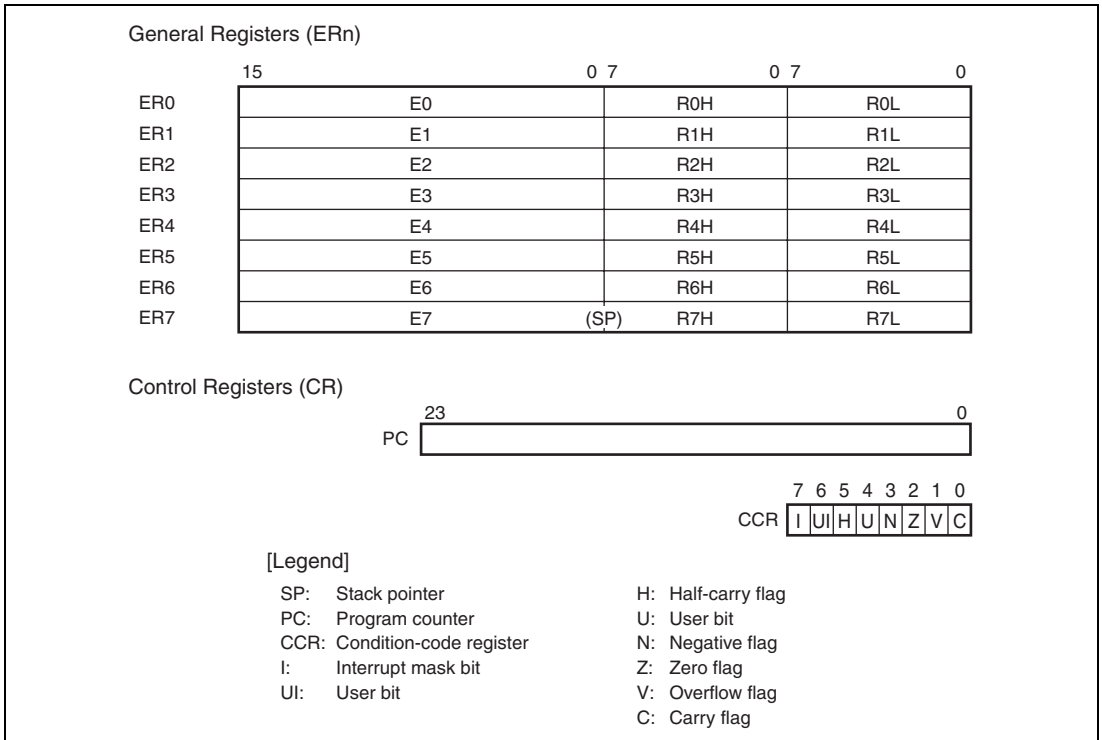 General Registers (ERn)
15 0 7 0 7 0
ER0 E0 R0H R0L
ER1 E1 R1H R1L
ER2 E2 R2H R2L
ER3 E3 R3H R3L
ER4 E4 R4H R4L
ER5 E5 R5H R5L
ER6 E6 R6H R6L
ER7 E7 (SP) R7H R7L
Control Registers (CR)
23 0
PC
7 6 5 4 3 2 1 0
CCR I UI H U N Z V C
[Legend]
SP: Stack pointer
PC: Program counter
CCR: Condition-code register
I: Interrupt mask bit
UI: User bit
H: Half-carry flag
U: User bit
N: Negative flag
Z: Zero flag
V: Overflow flag
C: Carry flag